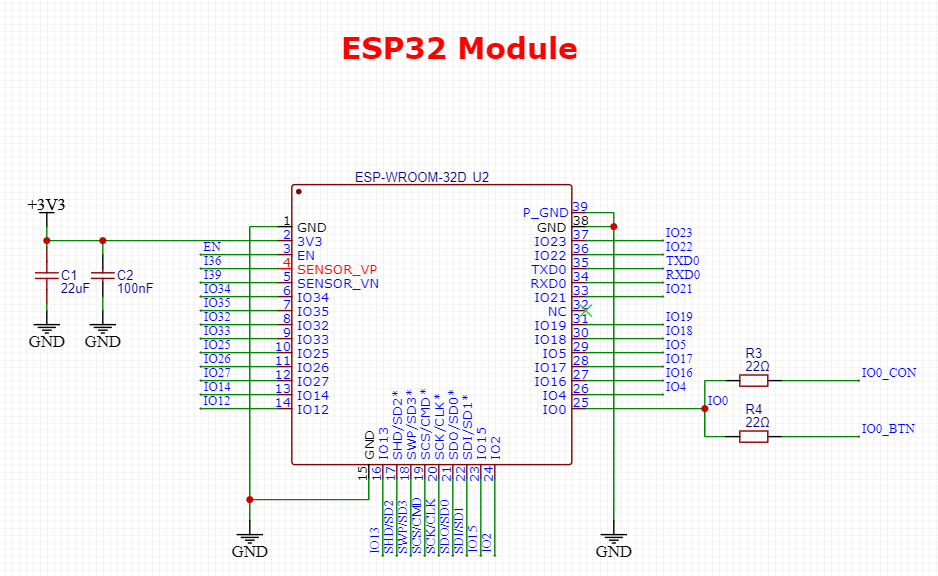 ESP32 Module
ESP-WROOM-32D U2
+3V3
C1
22uF
C2
100nF
GND
GND
EN
I36
I39
IO34
IO35
IO32
IO33
IO25
IO26
IO27
IO14
IO12
1 GND
2 3V3
3 EN
4 SENSOR_VP
5 SENSOR_VN
6 IO34
7 IO35
8 IO32
9 IO33
10 IO25
11 IO26
12 IO27
13 IO14
14 IO12
P_GND 39
GND 38
IO23 37
IO22 36
TXD0 35
RXD0 34
IO21 33
NC 32
IO19 31
IO18 30
IO5 29
IO17 28
IO16 27
IO4 26
IO0 25
IO23
IO22
TXD0
RXD0
IO21
IO19
IO18
IO5
IO17
IO16
IO4
IO0
R3
22Ω
IO0_CON
R4
22Ω
IO0_BTN
GND 15
IO13 16
SHD/SD2* 17
SWP/SD3* 18
SCS/CMD* 19
SCK/CLK* 20
SDO/SD0* 21
SDI/SD1* 22
IO15 23
IO2 24
IO13
SHD/SD2
SWP/SD3
SCS/CMD
SCK/CLK
SDO/SD0
SDI/SD1
IO15
IO2
GND
GND